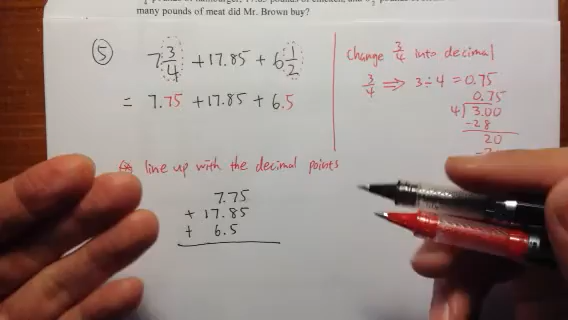 many pounds of meat did Mr. Brown buy?
⑤ 7 3/4 + 17.85 + 6 1/2
= 7.75 + 17.85 + 6.5
line up with the decimal points
7.75
+ 17.85
+ 6.5
Change 3/4 into decimal
3/4 ⇒ 3÷4 = 0.75
0.75
4)3.00
-28
20